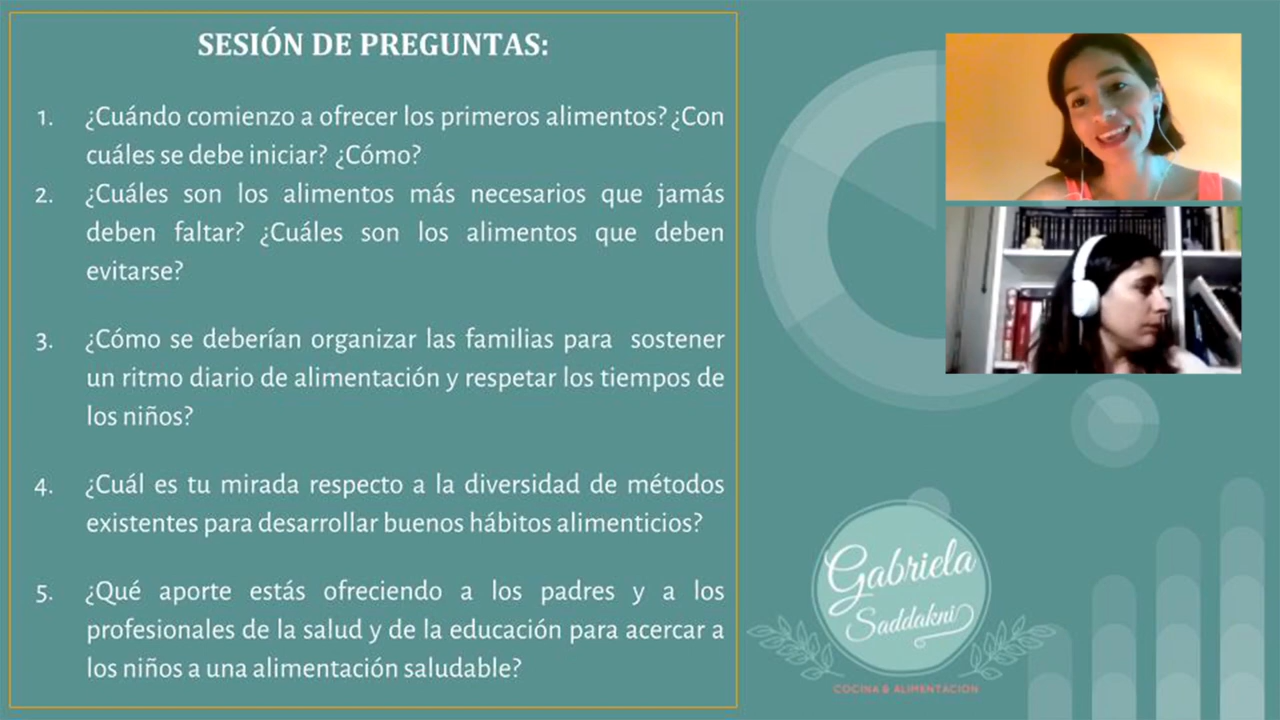 SESIÓN DE PREGUNTAS:
1. ¿Cuándo comienzo a ofrecer los primeros alimentos? ¿Con
cuáles se debe iniciar? ¿Cómo?
2. ¿Cuáles son los alimentos más necesarios que jamás
deben faltar? ¿Cuáles son los alimentos que deben
evitarse?
3. ¿Cómo se deberían organizar las familias para sostener
un ritmo diario de alimentación y respetar los tiempos de
los niños?
4. ¿Cuál es tu mirada respecto a la diversidad de métodos
existentes para desarrollar buenos hábitos alimenticios?
5. ¿Qué aporte estás ofreciendo a los padres y a los
profesionales de la salud y de la educación para acercar a
los niños a una alimentación saludable?
Gabriela
Saddakni
COCINA & ALIMENTACION